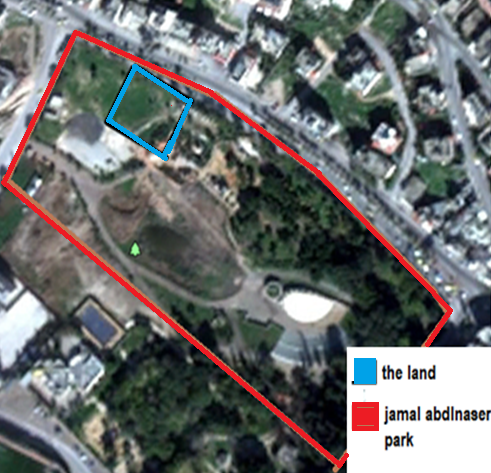 the land
jamal abdlnaser
park